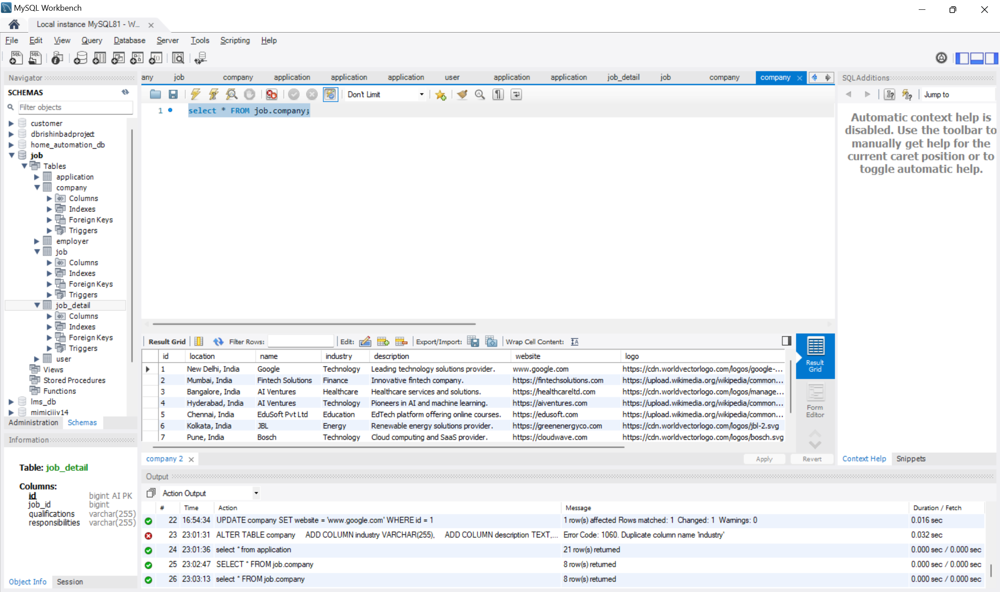 MySQL Workbench
Local instance MySQL81 - W...
File Edit View Query Database Server Tools Scripting Help
Navigator
SCHEMAS
Filter objects
customer
dbrishinbadproject
home_automation_db
job
Tables
application
company
Columns
Indexes
Foreign Keys
Triggers
employer
job
Columns
Indexes
Foreign Keys
Triggers
job_detail
Columns
Indexes
Foreign Keys
Triggers
user
Views
Stored Procedures
Functions
lms_db
mimiciiiv14
Administration Schemas
Information
Table: job_detail
Columns:
id bigint AI PK
job_id bigint
qualifications varchar(255)
responsibilities varchar(255)
Object Info Session
any job company application application application user application application job_detail job company company
Don't Limit
1 select * FROM job.company;
Result Grid Filter Rows: Edit: Export/Import: Wrap Cell Content:
id location name industry description website logo
1 New Delhi, India Google Technology Leading technology solutions provider. www.google.com https://cdn.worldvectorlogo.com/logos/google-...
2 Mumbai, India Fintech Solutions Finance Innovative fintech company. https://fintechsolutions.com https://upload.wikimedia.org/wikipedia/common...
3 Bangalore, India AI Ventures Healthcare Healthcare services and solutions. https://healthcareltd.com https://cdn.worldvectorlogo.com/logos/manage...
4 Hyderabad, India AI Ventures Technology Pioneers in AI and machine learning. https://aiventures.com https://upload.wikimedia.org/wikipedia/common...
5 Chennai, India EduSoft Pvt Ltd Education EdTech platform offering online courses. https://edusoft.com https://upload.wikimedia.org/wikipedia/common...
6 Kolkata, India JBL Energy Renewable energy solutions provider. https://greenenergyco.com https://cdn.worldvectorlogo.com/logos/jbl-2.svg
7 Pune, India Bosch Technology Cloud computing and SaaS provider. https://cloudwave.com https://cdn.worldvectorlogo.com/logos/bosch.svg
Result
Grid
Form
Editor
company 2
Apply Revert
Output
Action Output
# Time Action Message Duration / Fetch
22 16:54:34 UPDATE company SET website = 'www.google.com' WHERE id = 1 1 row(s) affected Rows matched: 1 Changed: 1 Warnings: 0 0.016 sec
23 23:01:31 ALTER TABLE company ADD COLUMN industry VARCHAR(255), ADD COLUMN description TEXT,... Error Code: 1060. Duplicate column name 'industry' 0.032 sec
24 23:01:36 select * from application 21 row(s) returned 0.000 sec / 0.000 sec
25 23:02:47 SELECT * FROM job.company 8 row(s) returned 0.000 sec / 0.000 sec
26 23:03:13 select * FROM job.company 8 row(s) returned 0.000 sec / 0.000 sec
SQLAdditions
Jump to
Automatic context help is
disabled. Use the toolbar to
manually get help for the
current caret position or to
toggle automatic help.
Context Help Snippets